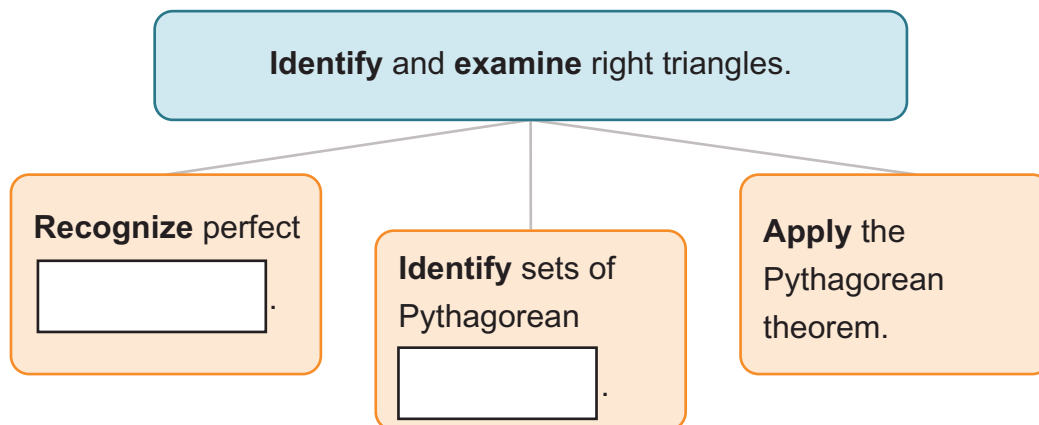 Identify and examine right triangles.
Recognize perfect
.
Identify sets of
Pythagorean
.
Apply the
Pythagorean
theorem.